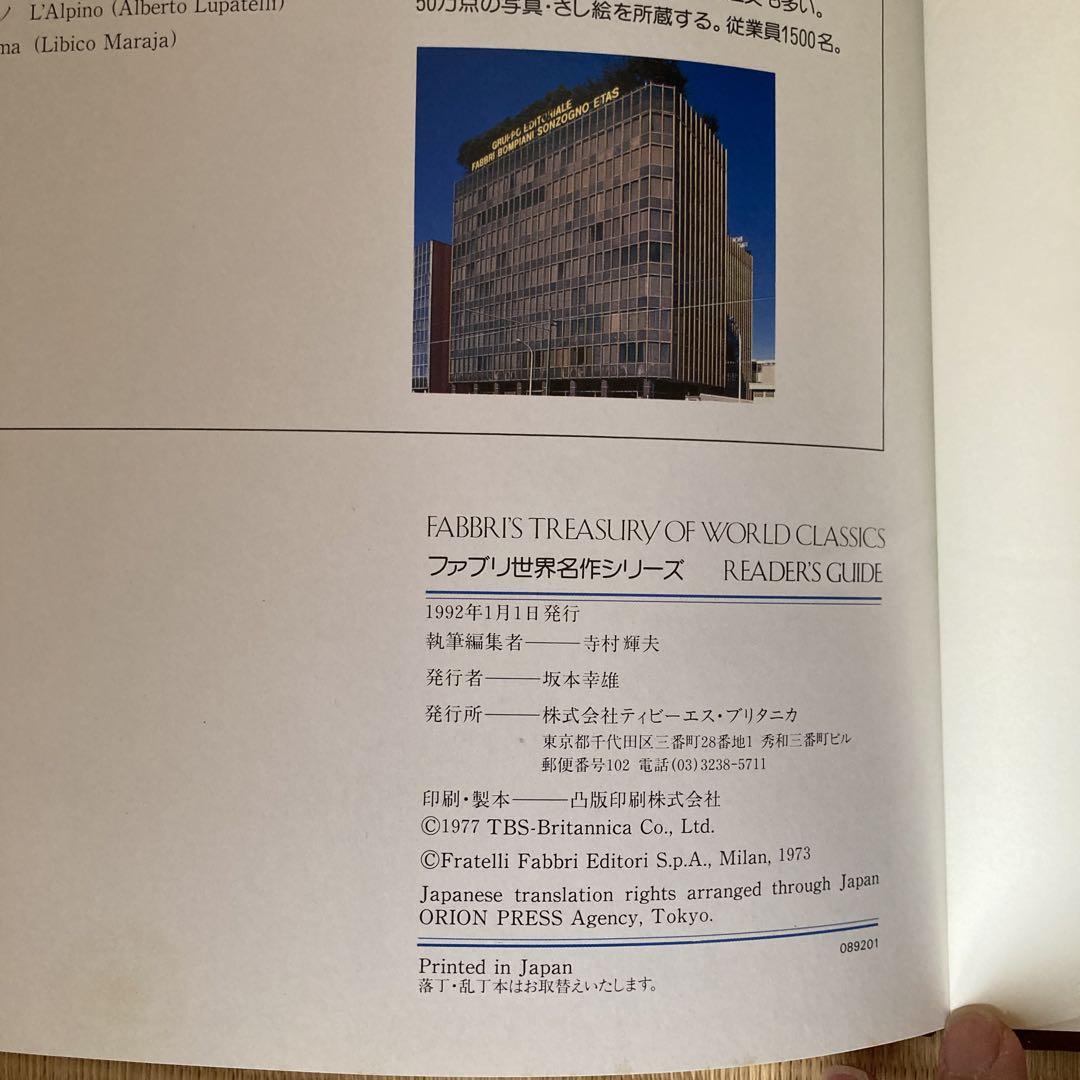 L'Alpino (Alberto Lupatelli)
ma (Libico Maraja)
も多い。
50万点の写真・さし絵を所蔵する。従業員1500名。
GRUPPO EDITORIALE
FABBRI BOMPIANI SONZOGNO ETAS
FABBRI'S TREASURY OF WORLD CLASSICS
ファブリ世界名作シリーズ READER'S GUIDE
1992年1月1日発行
執筆編集者――寺村輝夫
発行者――坂本幸雄
発行所――株式会社ティビーエス・ブリタニカ
東京都千代田区三番町28番地1 秀和三番町ビル
郵便番号102 電話(03)3238-5711
印刷・製本――凸版印刷株式会社
©1977 TBS-Britannica Co., Ltd.
©Fratelli Fabbri Editori S.p.A., Milan, 1973
Japanese translation rights arranged through Japan
ORION PRESS Agency, Tokyo.
089201
Printed in Japan
落丁・乱丁本はお取替えいたします。